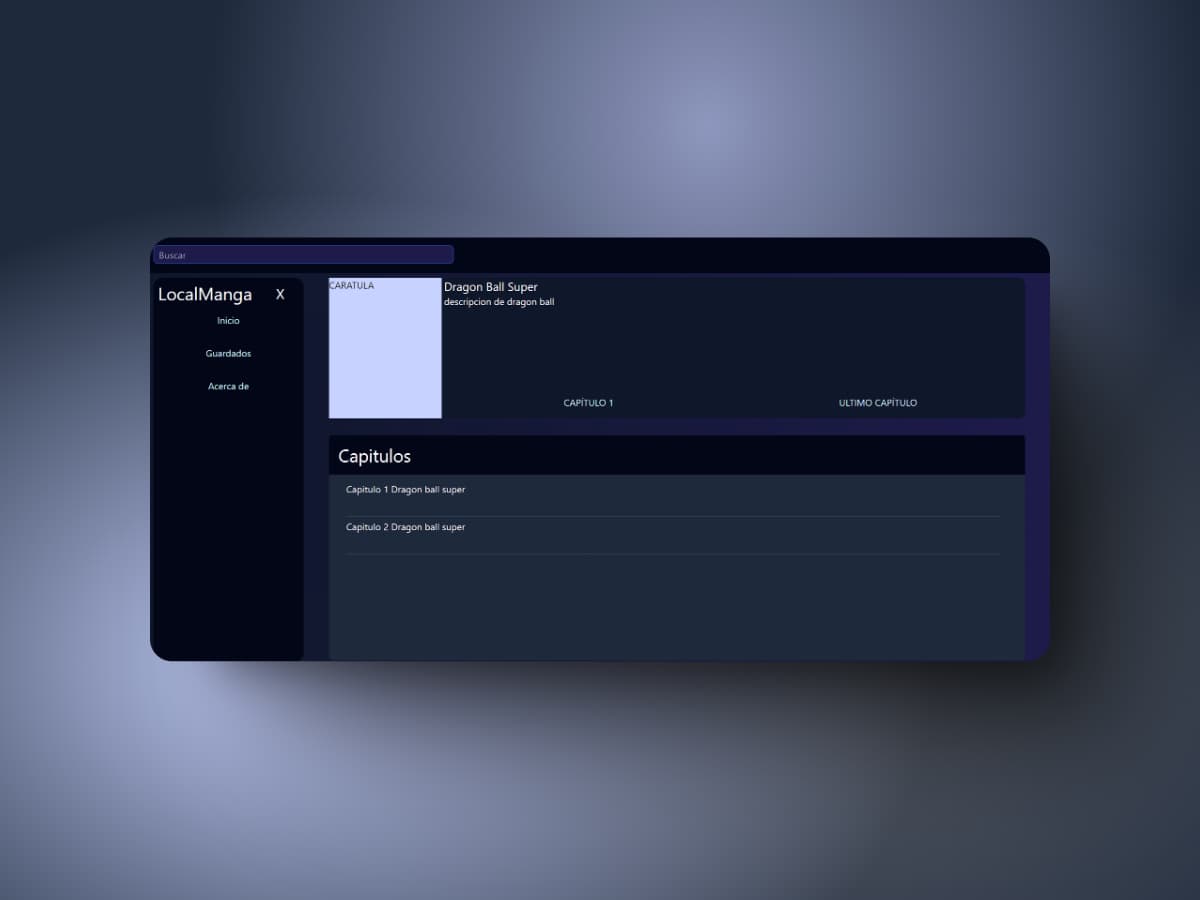 Buscar
LocalManga X
Inicio
Guardados
Acerca de
CARATULA
Dragon Ball Super
descripcion de dragon ball
CAPÍTULO 1
ULTIMO CAPÍTULO
Capitulos
Capitulo 1 Dragon ball super
Capitulo 2 Dragon ball super